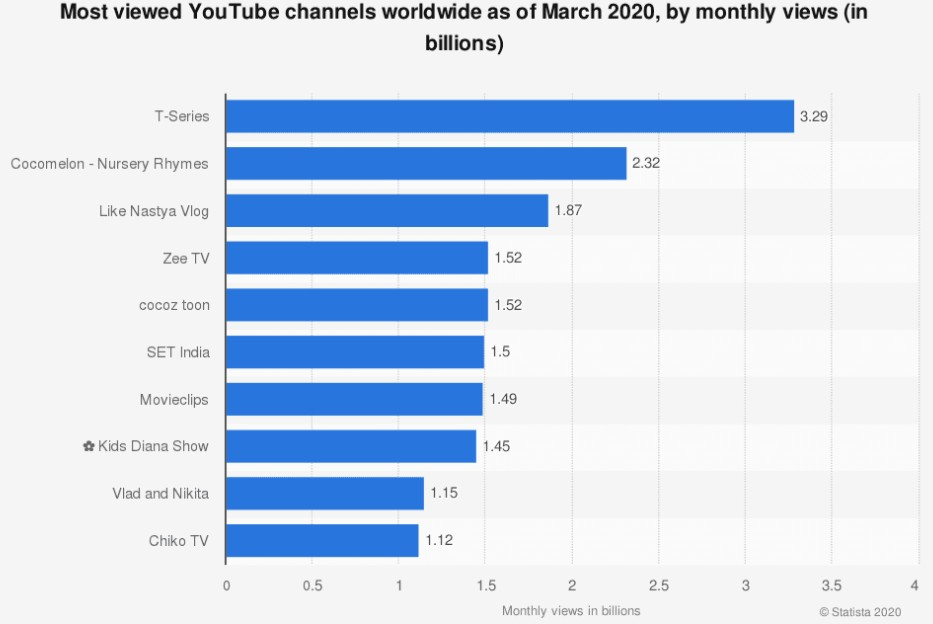 Most viewed YouTube channels worldwide as of March 2020, by monthly views (in
billions)
T-Series 3.29
Cocomelon - Nursery Rhymes 2.32
Like Nastya Vlog 1.87
Zee TV 1.52
cocoz toon 1.52
SET India 1.5
Movieclips 1.49
✿ Kids Diana Show 1.45
Vlad and Nikita 1.15
Chiko TV 1.12
0 0.5 1 1.5 2 2.5 3 3.5 4
Monthly views in billions
© Statista 2020